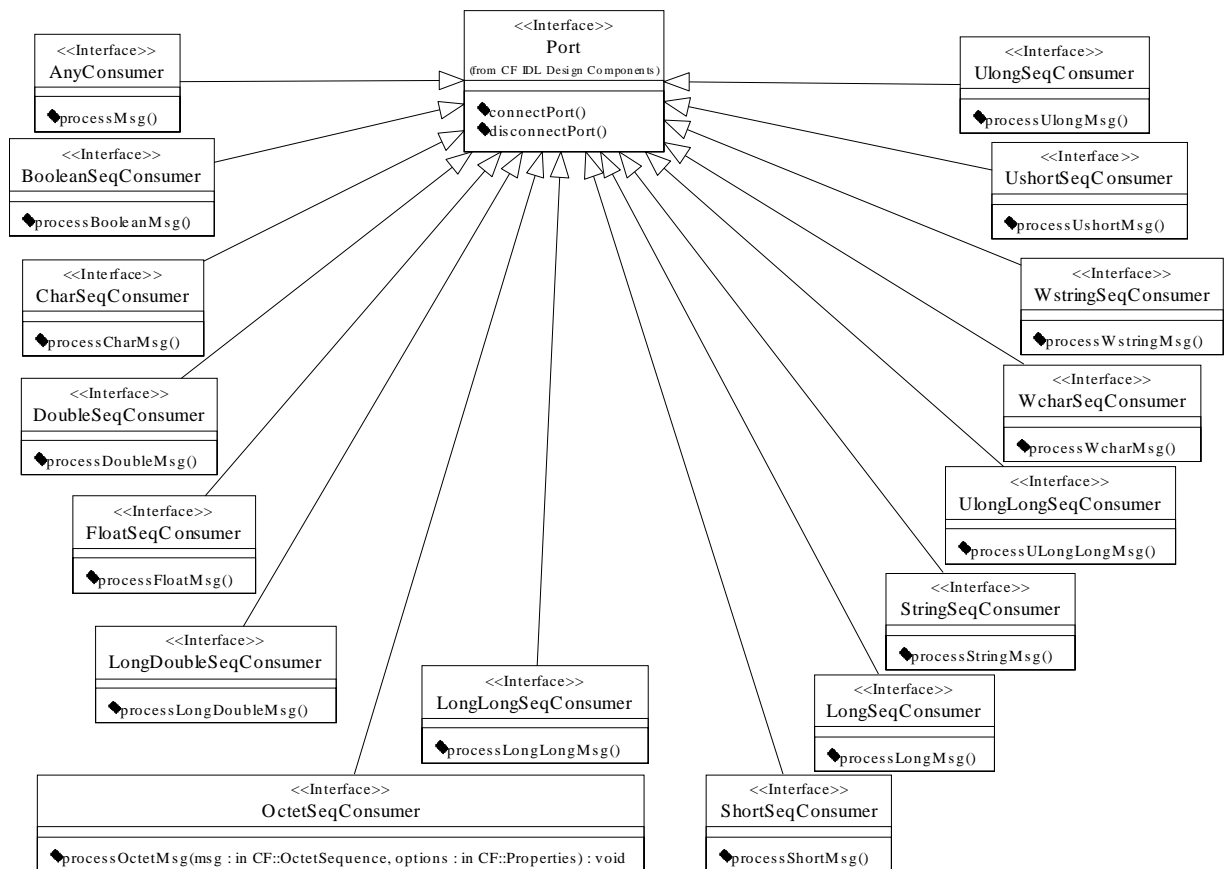 <<Interface>>
Port
(from CF IDL Design Components)
connectPort()
disconnectPort()
<<Interface>>
AnyConsumer
processMsg()
<<Interface>>
UlongSeqConsumer
processUlongMsg()
<<Interface>>
BooleanSeqConsumer
processBooleanMsg()
<<Interface>>
UshortSeqConsumer
processUshortMsg()
<<Interface>>
CharSeqConsumer
processCharMsg()
<<Interface>>
WstringSeqConsumer
processWstringMsg()
<<Interface>>
DoubleSeqConsumer
processDoubleMsg()
<<Interface>>
WcharSeqConsumer
processWcharMsg()
<<Interface>>
FloatSeqConsumer
processFloatMsg()
<<Interface>>
UlongLongSeqConsumer
processULongLongMsg()
<<Interface>>
StringSeqConsumer
processStringMsg()
<<Interface>>
LongDoubleSeqConsumer
processLongDoubleMsg()
<<Interface>>
LongLongSeqConsumer
processLongLongMsg()
<<Interface>>
LongSeqConsumer
processLongMsg()
<<Interface>>
OctetSeqConsumer
processOctetMsg(msg : in CF::OctetSequence, options : in CF::Properties) : void
<<Interface>>
ShortSeqConsumer
processShortMsg()